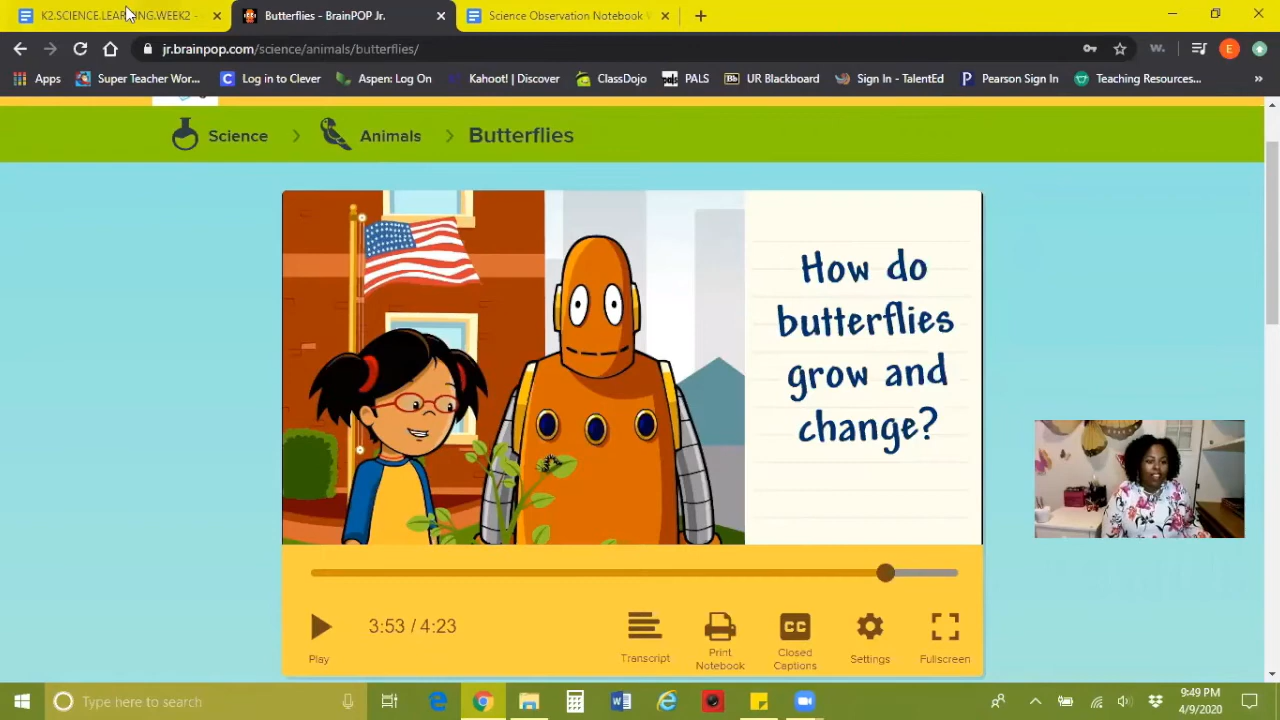 K2.SCIENCE.LEARNING.WEEK2 -
Butterflies - BrainPOP Jr.
Science Observation Notebook
jr.brainpop.com/science/animals/butterflies/
Apps
Super Teacher Wor...
Log in to Clever
Aspen: Log On
Kahoot! | Discover
ClassDojo
PALS
Bb UR Blackboard
Sign In - TalentEd
Pearson Sign In
Teaching Resources...
»
Science > Animals > Butterflies
How do
butterflies
grow and
change?
3:53 / 4:23
Play
Transcript
Print
Notebook
CC
Closed
Captions
Settings
Fullscreen
Type here to search
9:49 PM
4/9/2020